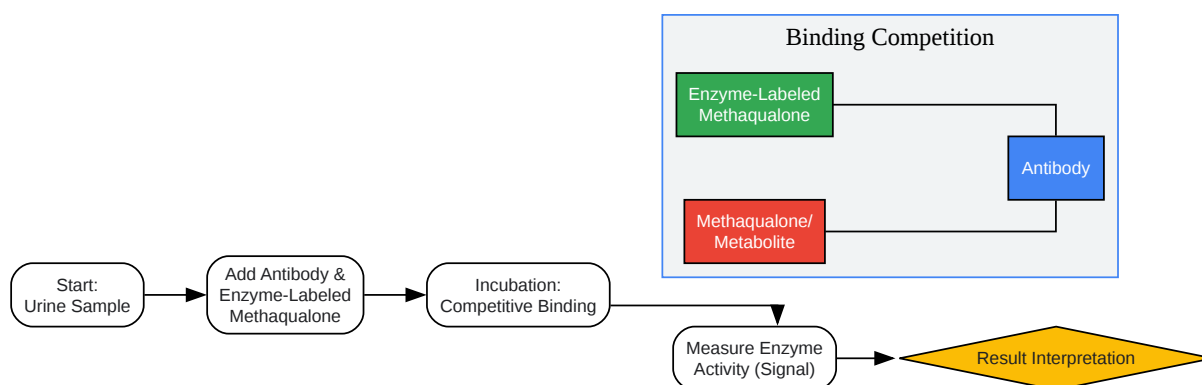 Binding Competition
Enzyme-Labeled
Methaqualone
Antibody
Methaqualone/
Metabolite
Start:
Urine Sample
Add Antibody &
Enzyme-Labeled
Methaqualone
Incubation:
Competitive Binding
Measure Enzyme
Activity (Signal)
Result Interpretation